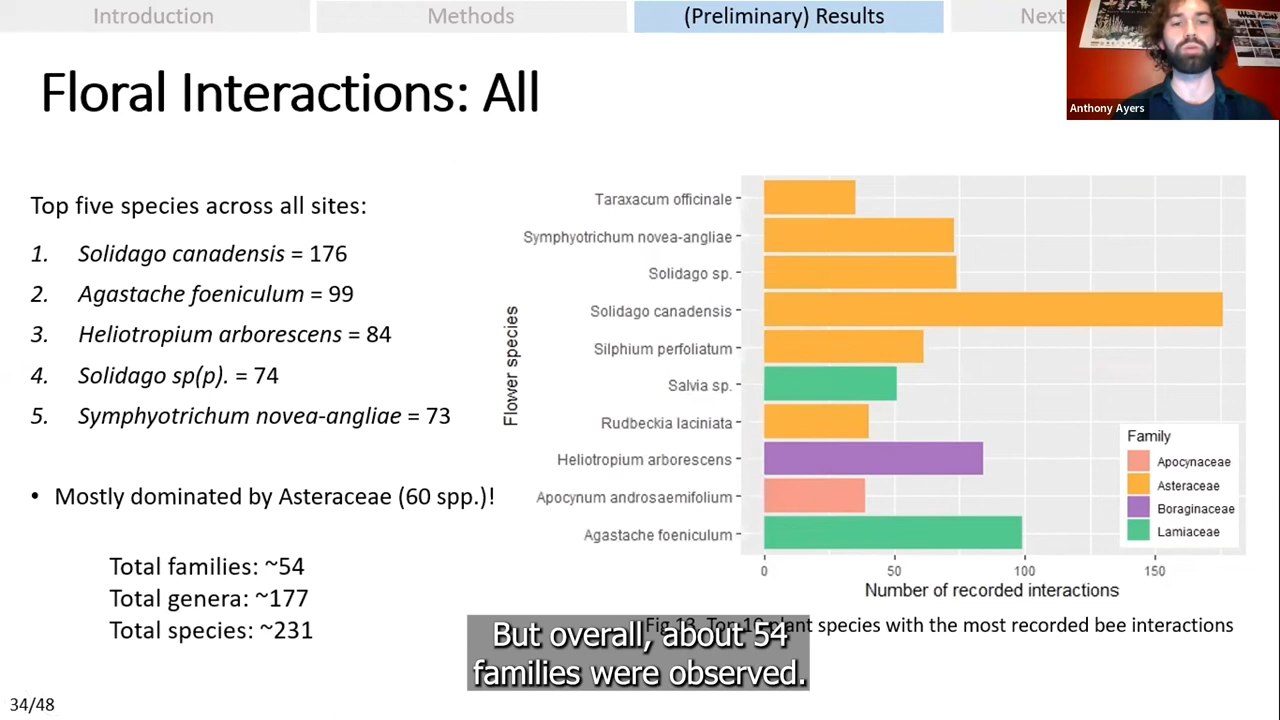 Introduction
Methods
(Preliminary) Results
Next
Anthony Ayers
Floral Interactions: All
Top five species across all sites:
1. Solidago canadensis = 176
2. Agastache foeniculum = 99
3. Heliotropium arborescens = 84
4. Solidago sp(p). = 74
5. Symphyotrichum novea-angliae = 73
• Mostly dominated by Asteraceae (60 spp.)!
Total families: ~54
Total genera: ~177
Total species: ~231
Flower species
Taraxacum officinale
Symphyotrichum novea-angliae
Solidago sp.
Solidago canadensis
Silphium perfoliatum
Salvia sp.
Rudbeckia laciniata
Heliotropium arborescens
Apocynum androsaemifolium
Agastache foeniculum
Family
Apocynaceae
Asteraceae
Boraginaceae
Lamiaceae
0 50 100 150
Number of recorded interactions
plant species with the most recorded bee interactions
But overall, about 54
families were observed.
34/48